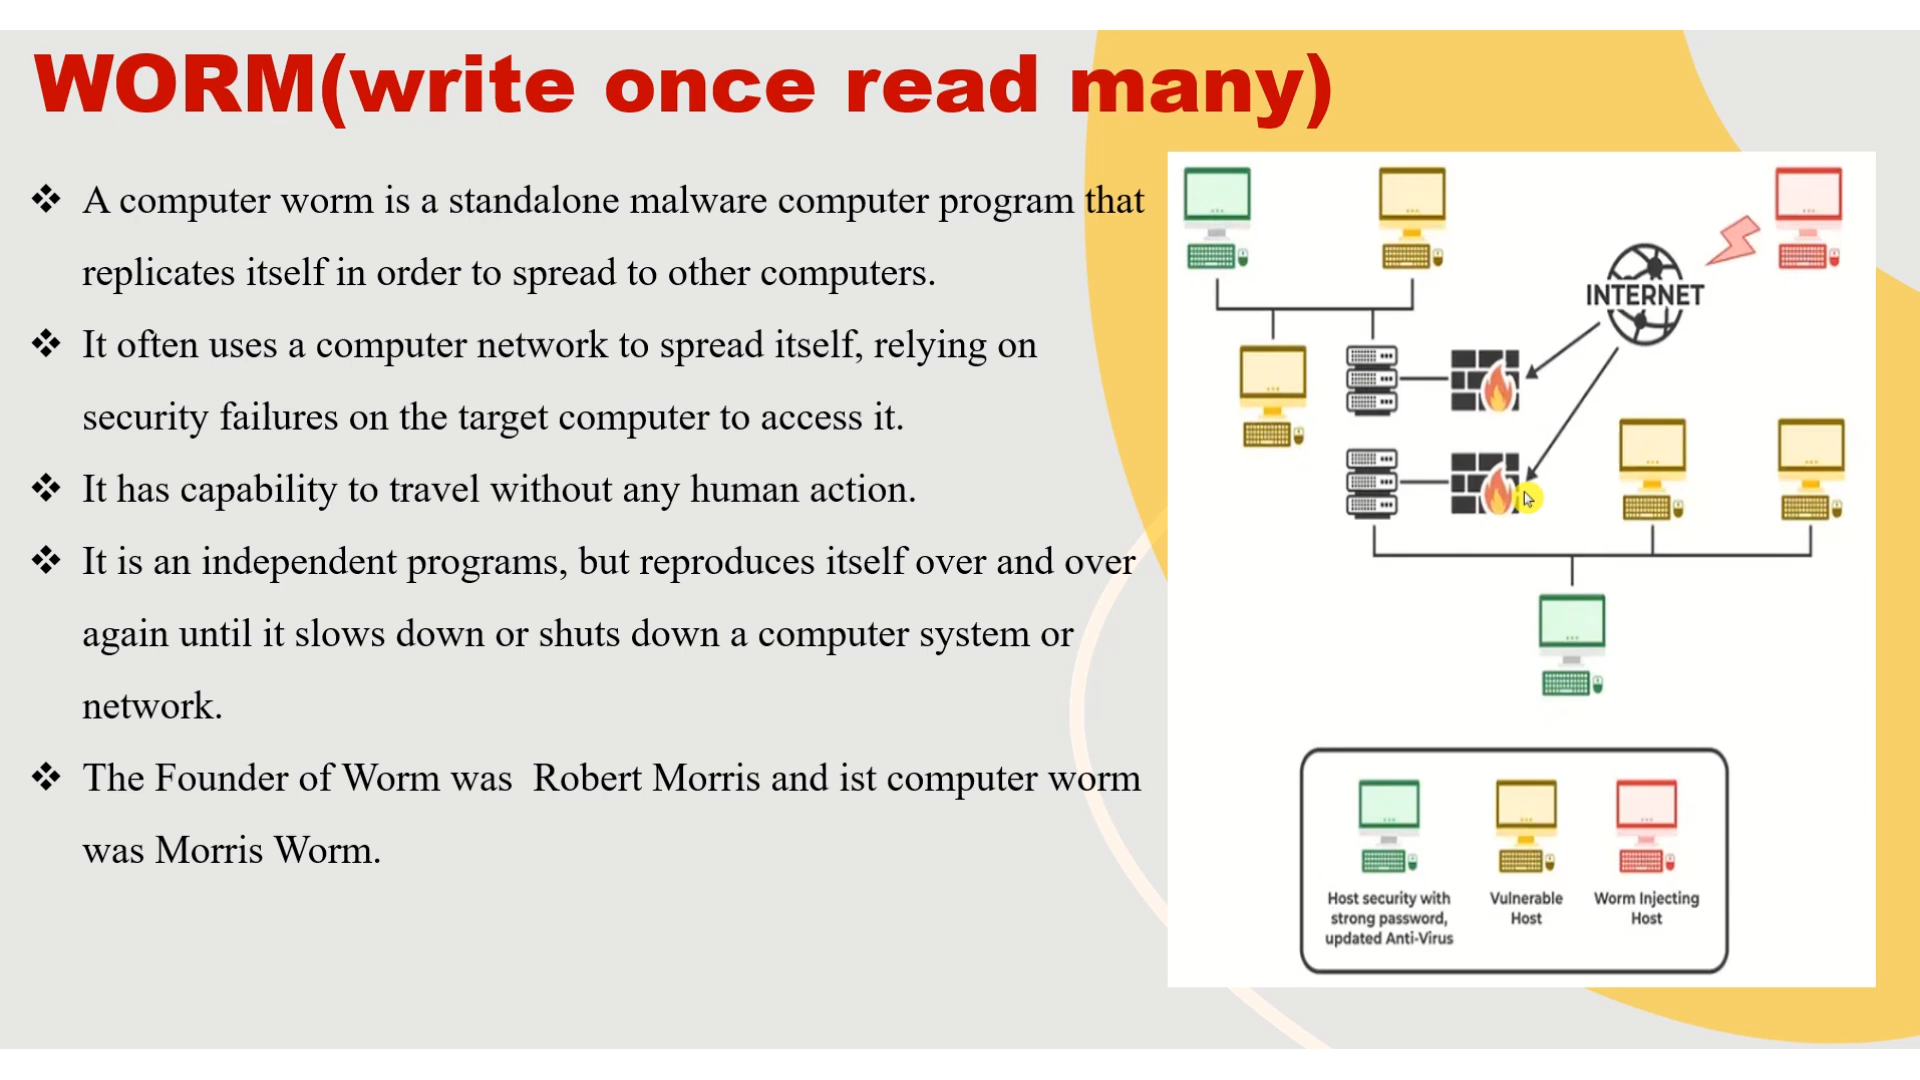 WORM(write once read many)
❖ A computer worm is a standalone malware computer program that
replicates itself in order to spread to other computers.
❖ It often uses a computer network to spread itself, relying on
security failures on the target computer to access it.
❖ It has capability to travel without any human action.
❖ It is an independent programs, but reproduces itself over and over
again until it slows down or shuts down a computer system or
network.
❖ The Founder of Worm was  Robert Morris and ist computer worm
was Morris Worm.
INTERNET
Host security with
strong password,
updated Anti-Virus
Vulnerable
Host
Worm Injecting
Host